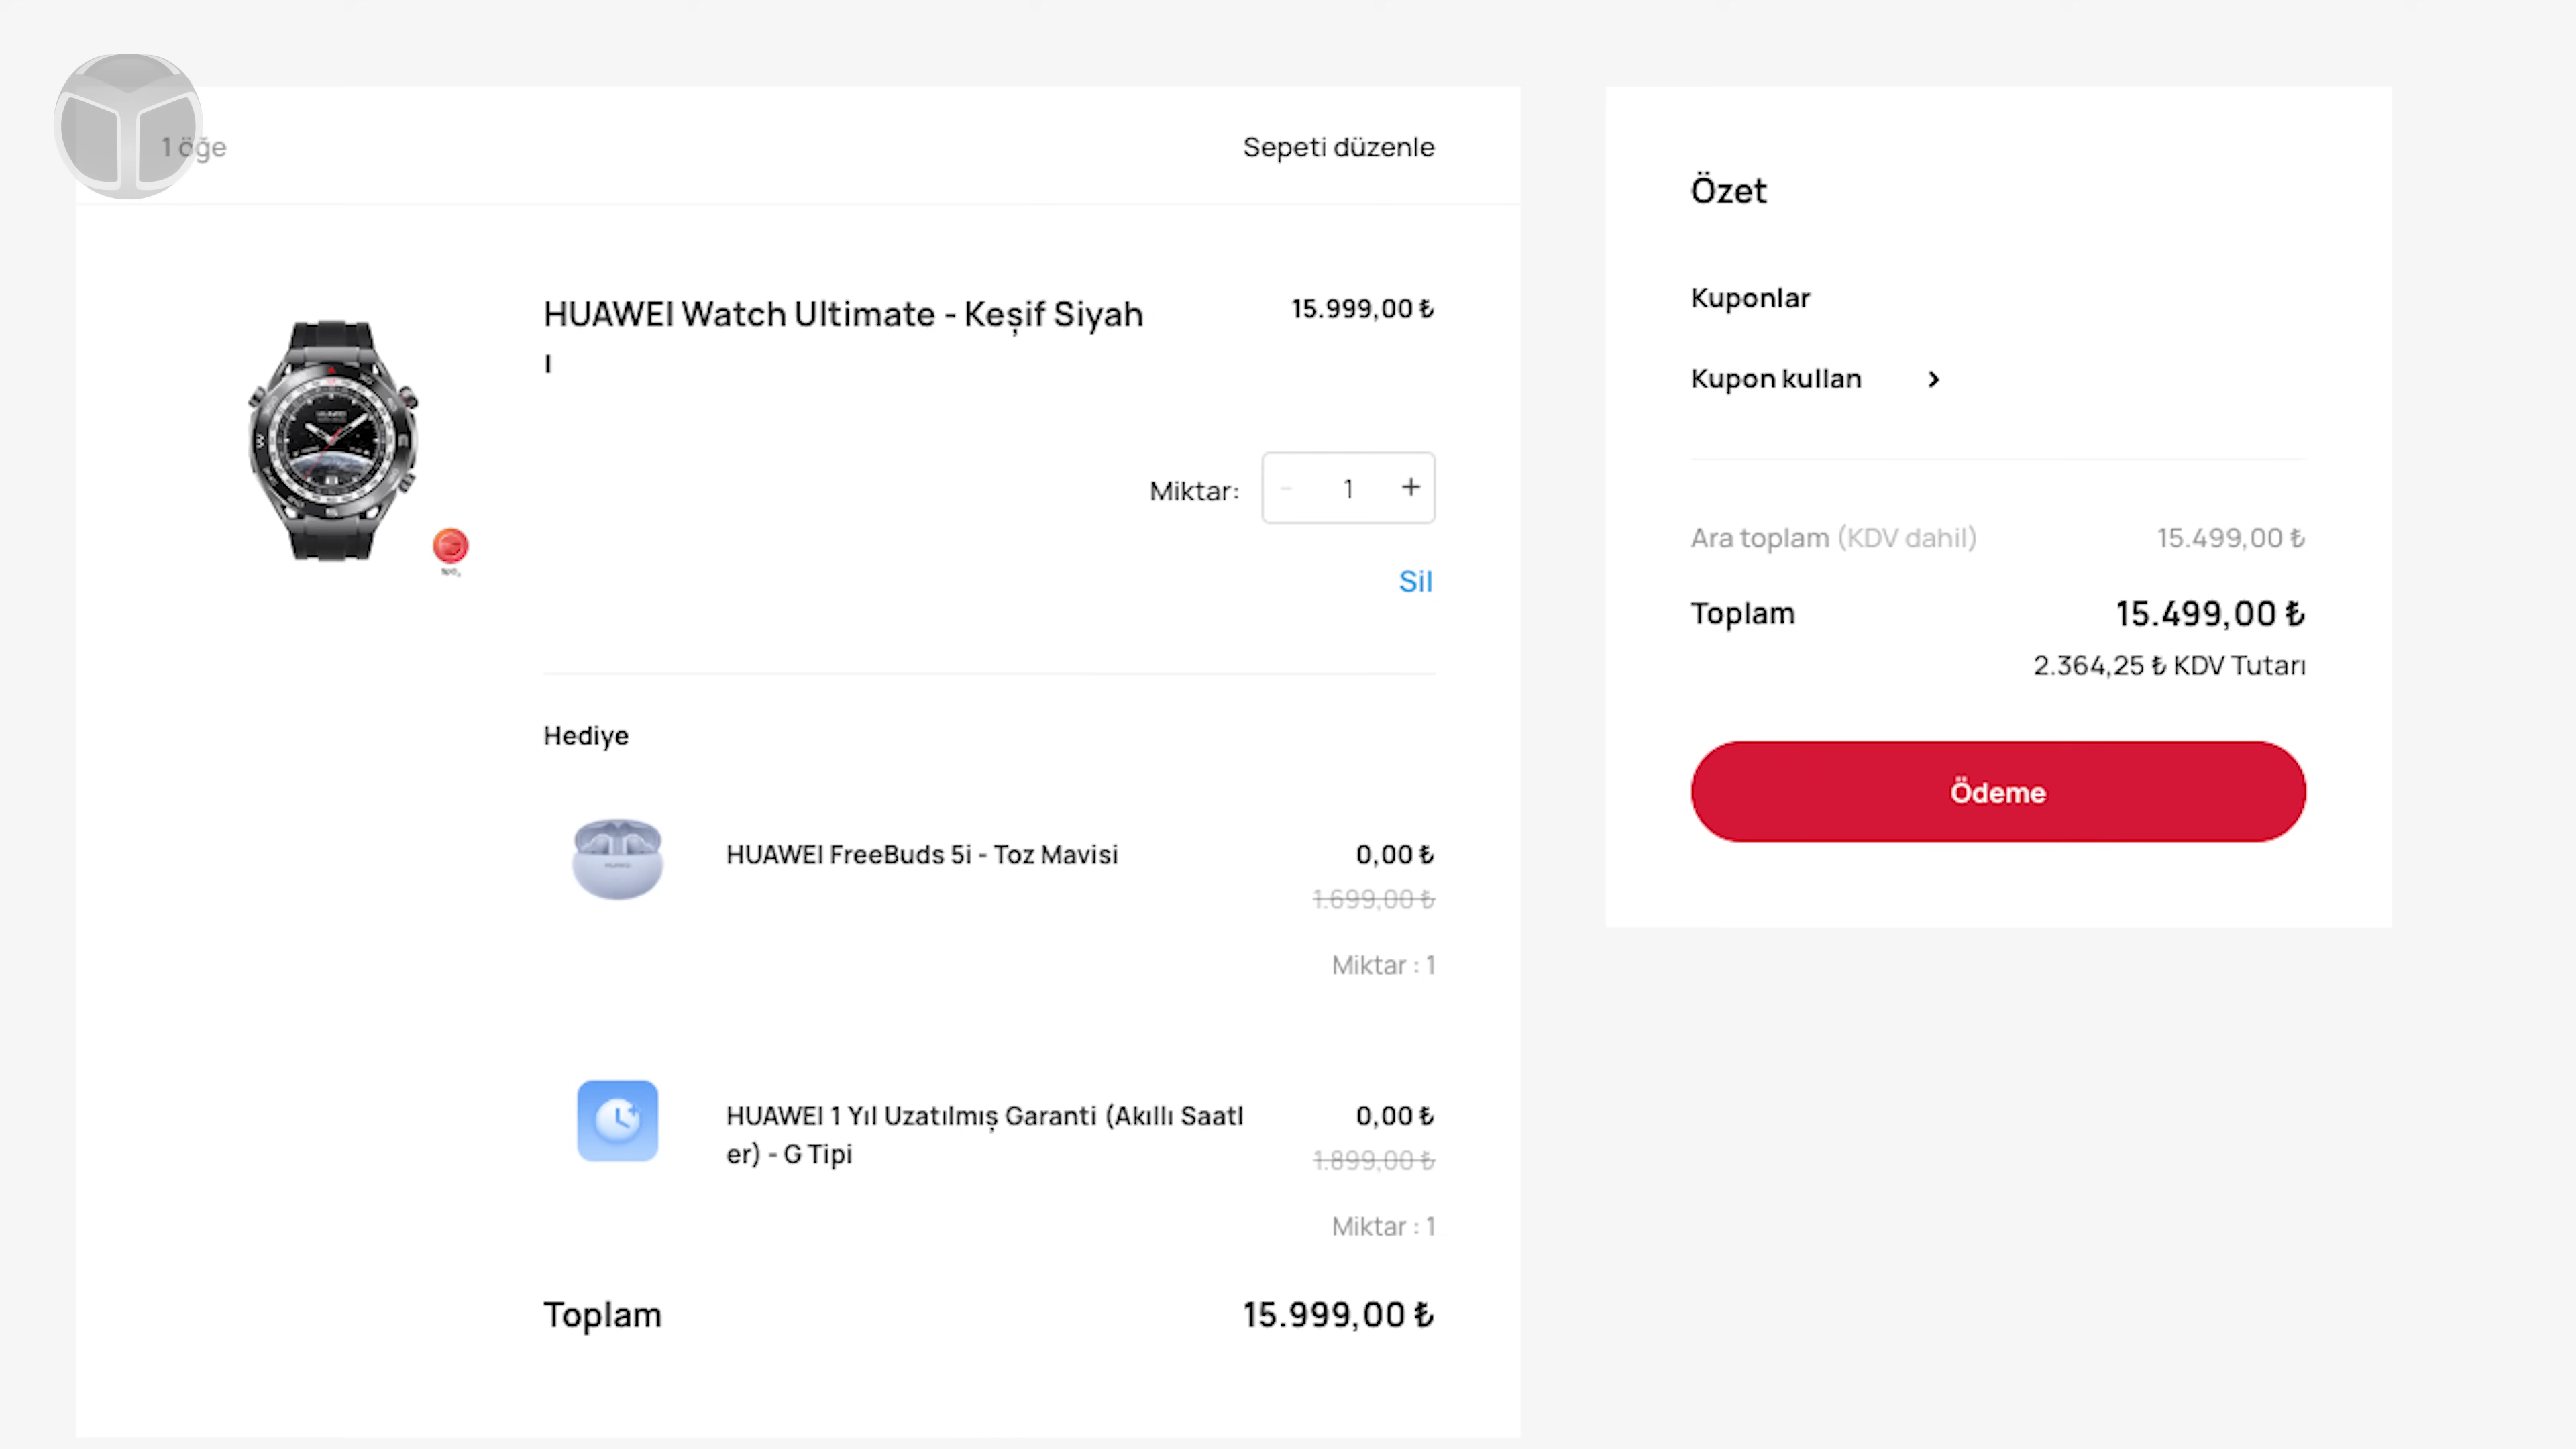 1 öğe
Sepeti düzenle
HUAWEI Watch Ultimate - Keşif Siyah
ı
15.999,00 ₺
Miktar:
- 1 +
Sil
Hediye
HUAWEI FreeBuds 5i - Toz Mavisi
0,00 ₺
1.699,00 ₺
Miktar : 1
HUAWEI 1 Yıl Uzatılmış Garanti (Akıllı Saatl
er) - G Tipi
0,00 ₺
1.899,00 ₺
Miktar : 1
Toplam
15.999,00 ₺
Özet
Kuponlar
Kupon kullan >
Ara toplam (KDV dahil)
15.499,00 ₺
Toplam
15.499,00 ₺
2.364,25 ₺ KDV Tutarı
Ödeme